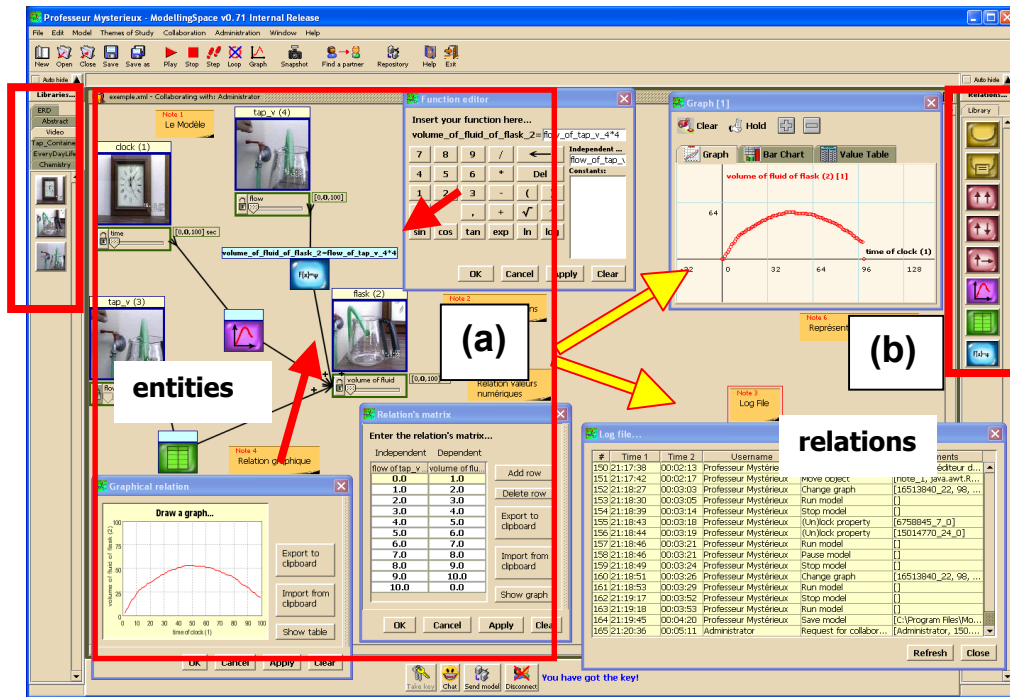 Professeur Mysterieux - ModellingSpace v0.71 Internal Release
File Edit Model Themes of Study Collaboration Administration Window Help
New Open Close Save Save as Play Stop Step Loop Graph Snapshot Find a partner Repository Help Exit
Auto hide
Libraries...
ERD
Abstract
Video
Tap_Containe
EveryDayLife
Chemistry
exemple.xml - Collaborating with: Administrator
Note 1
Le Modèle
tap_v (4)
clock (1)
flow
[0,0,100]
time
[0,0,100] sec
volume_of_fluid_of_flask_2=flow_of_tap_v_4*4
f(x)=ψ
flask (2)
tap_v (3)
volume of fluid
[0,0,100]
flow
entities
(a)
Note 2
Relation valeurs
numériques
Note 4
Relation graphique
Function editor
Insert your function here...
volume_of_fluid_of_flask_2= flow_of_tap_v_4*4
7 8 9 /
4 5 6 * Del
1 2 3 - (
, + √
sin cos tan exp ln log
Independent ...
flow_of_tap_v
Constants:
OK Cancel Apply Clear
Graph [1]
Clear Hold
Graph Bar Chart Value Table
volume of fluid of flask (2) [1]
64
time of clock (1)
-32 0 32 64 96 128
(b)
Note 6
Note 3
Log File
relations
Auto hide
Relations...
Library
f(x)=ψ
Graphical relation
Draw a graph...
volume of fluid of flask (2)
100
75
50
25
0
0 10 20 30 40 50 60 70 80 90 100
time of clock (1)
Export to
clipboard
Import from
clipboard
Show table
OK Cancel Apply Clear
Relation's matrix
Enter the relation's matrix...
Independent Dependent
flow of tap_v ... volume of flu...
0.0 1.0
1.0 2.0
2.0 3.0
3.0 4.0
4.0 5.0
5.0 6.0
6.0 7.0
7.0 8.0
8.0 9.0
9.0 10.0
10.0 0.0
Add row
Delete row
Export to
clipboard
Import from
clipboard
Show graph
OK Cancel Apply Clear
Log file...
# Time 1 Time 2 Username
150 21:17:38 00:02:13 Professeur Mystérieux
151 21:17:42 00:02:17 Professeur Mystérieux Move object [note_1, java.awt.R...
152 21:18:27 00:03:03 Professeur Mystérieux Change graph [16513840_22, 98, ...
153 21:18:30 00:03:05 Professeur Mystérieux Run model []
154 21:18:39 00:03:14 Professeur Mystérieux Stop model []
155 21:18:43 00:03:18 Professeur Mystérieux (Un)lock property [6758845_7_0]
156 21:18:44 00:03:19 Professeur Mystérieux (Un)lock property [15014770_24_0]
157 21:18:46 00:03:21 Professeur Mystérieux Run model []
158 21:18:46 00:03:21 Professeur Mystérieux Pause model []
159 21:18:49 00:03:24 Professeur Mystérieux Stop model []
160 21:18:51 00:03:26 Professeur Mystérieux Change graph [16513840_22, 98, ...
161 21:18:53 00:03:29 Professeur Mystérieux Run model []
162 21:19:17 00:03:52 Professeur Mystérieux Stop model []
163 21:19:18 00:03:53 Professeur Mystérieux Run model []
164 21:19:45 00:04:20 Professeur Mystérieux Save model [C:\Program Files\Mo...
165 21:20:36 00:05:11 Administrator Request for collabor... [Administrator, 150....
Refresh Close
Take key Chat Send model Disconnect You have got the key!